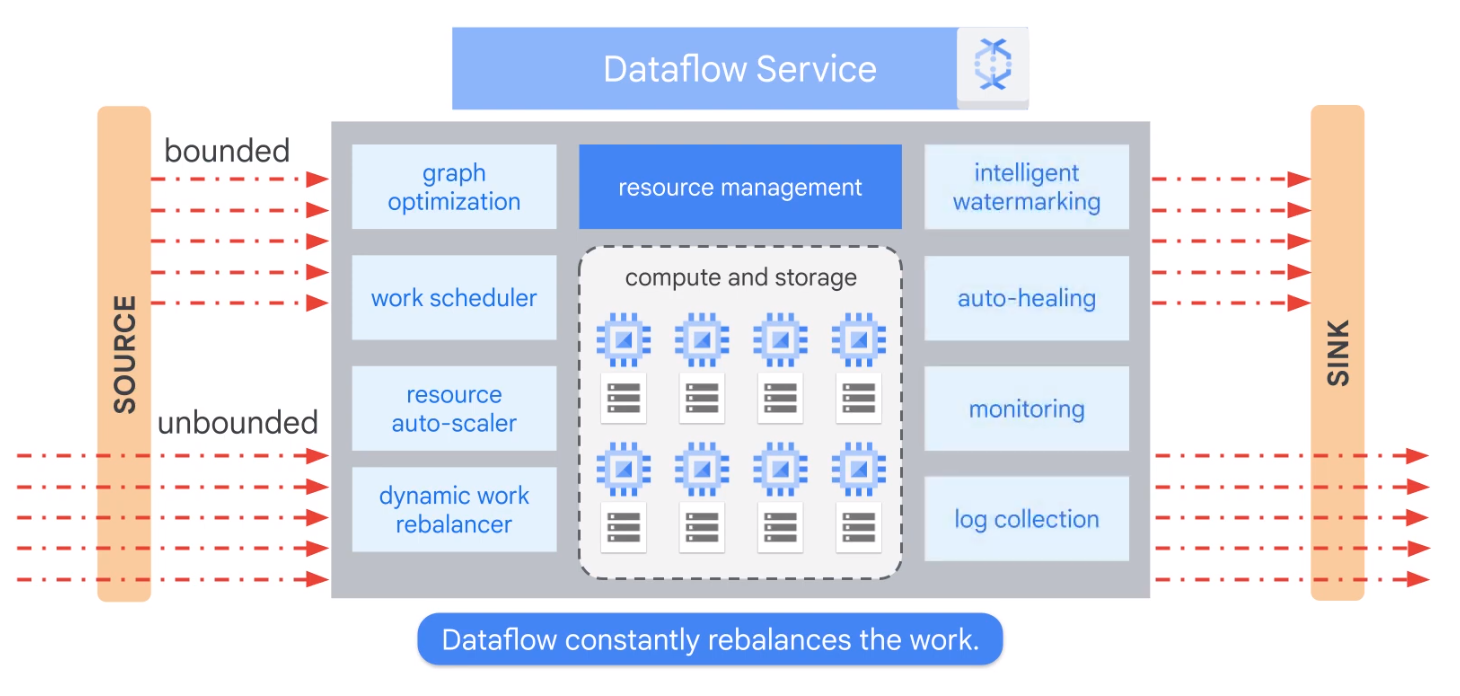 Dataflow Service
SOURCE
bounded
unbounded
graph
optimization
work scheduler
resource
auto-scaler
dynamic work
rebalancer
resource management
compute and storage
intelligent
watermarking
auto-healing
monitoring
log collection
SINK
Dataflow constantly rebalances the work.